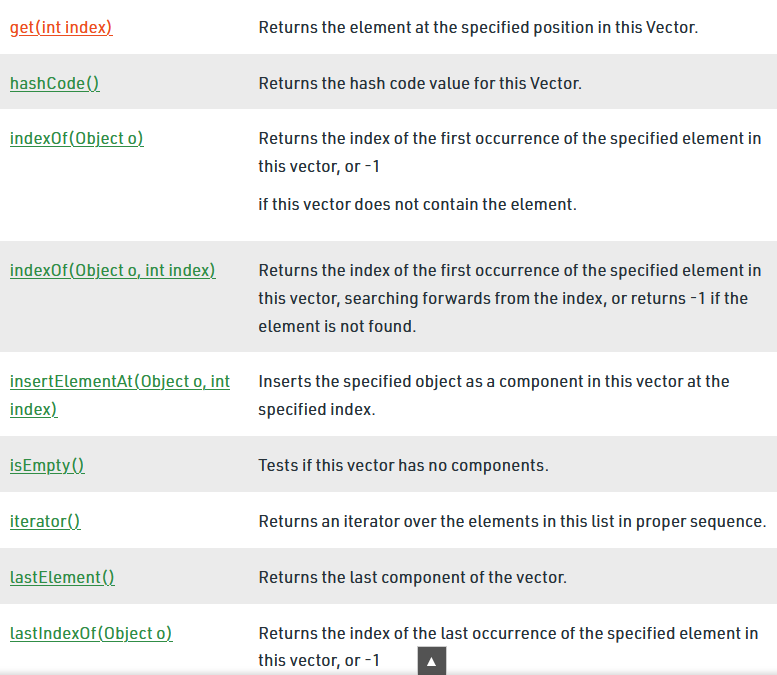 get(int index)
Returns the element at the specified position in this Vector.
hashCode()
Returns the hash code value for this Vector.
indexOf(Object o)
Returns the index of the first occurrence of the specified element in
this vector, or -1
if this vector does not contain the element.
indexOf(Object o, int index)
Returns the index of the first occurrence of the specified element in
this vector, searching forwards from the index, or returns -1 if the
element is not found.
insertElementAt(Object o, int
index)
Inserts the specified object as a component in this vector at the
specified index.
isEmpty()
Tests if this vector has no components.
iterator()
Returns an iterator over the elements in this list in proper sequence.
lastElement()
Returns the last component of the vector.
lastIndexOf(Object o)
Returns the index of the last occurrence of the specified element in
this vector, or -1